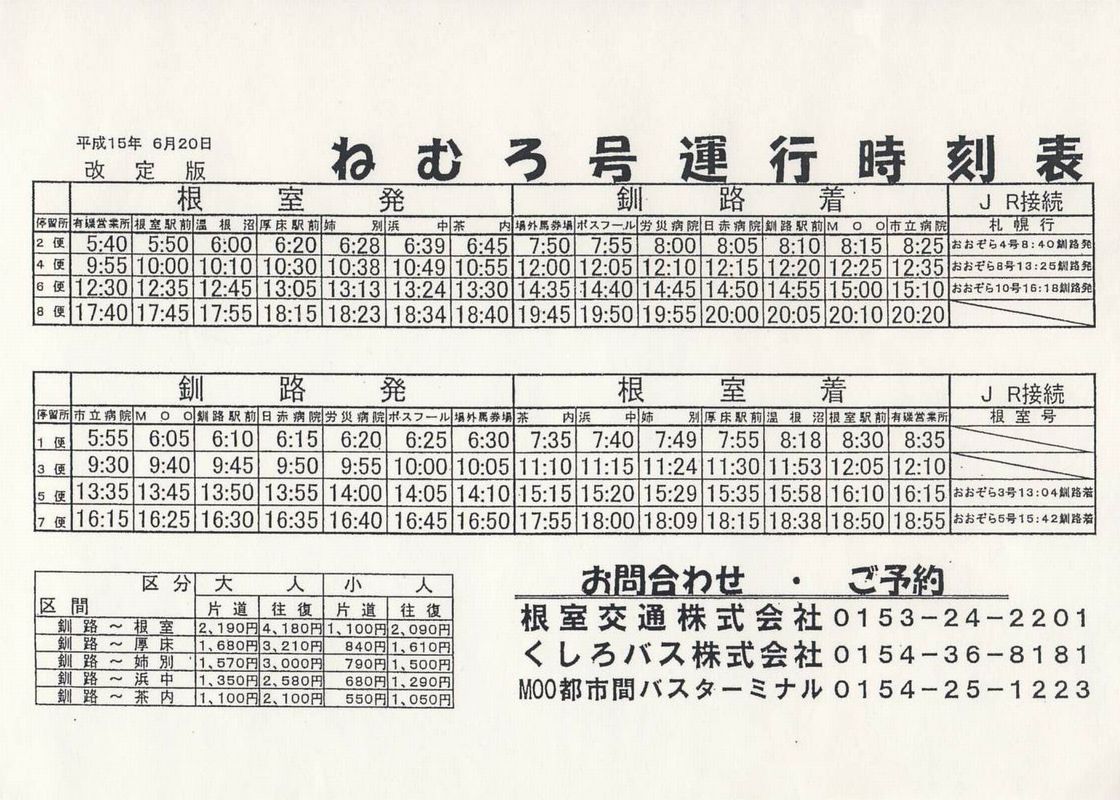 平成15年 6月20日
改定版
ねむろ号運行時刻表
根室発 釧路着 JR接続
停留所 有磯営業所 根室駅前 温根沼 厚床駅前 姉別 浜中 茶内 場外馬券場 ポスフール 労災病院 日赤病院 釧路駅前 MOO 市立病院 札幌行
2便 5:40 5:50 6:00 6:20 6:28 6:39 6:45 7:50 7:55 8:00 8:05 8:10 8:15 8:25 おおぞら4号8:40釧路発
4便 9:55 10:00 10:10 10:30 10:38 10:49 10:55 12:00 12:05 12:10 12:15 12:20 12:25 12:35 おおぞら8号13:25釧路発
6便 12:30 12:35 12:45 13:05 13:13 13:24 13:30 14:35 14:40 14:45 14:50 14:55 15:00 15:10 おおぞら10号16:18釧路発
8便 17:40 17:45 17:55 18:15 18:23 18:34 18:40 19:45 19:50 19:55 20:00 20:05 20:10 20:20
釧路発 根室着 JR接続
停留所 市立病院 MOO 釧路駅前 日赤病院 労災病院 ポスフール 場外馬券場 茶内 浜中 姉別 厚床駅前 温根沼 根室駅前 有磯営業所 根室号
1便 5:55 6:05 6:10 6:15 6:20 6:25 6:30 7:35 7:40 7:49 7:55 8:18 8:30 8:35
3便 9:30 9:40 9:45 9:50 9:55 10:00 10:05 11:10 11:15 11:24 11:30 11:53 12:05 12:10
5便 13:35 13:45 13:50 13:55 14:00 14:05 14:10 15:15 15:20 15:29 15:35 15:58 16:10 16:15 おおぞら3号13:04釧路着
7便 16:15 16:25 16:30 16:35 16:40 16:45 16:50 17:55 18:00 18:09 18:15 18:38 18:50 18:55 おおぞら5号15:42釧路着
区分 大人 小人
区間 片道 往復 片道 往復
釧路～根室 2,190円 4,180円 1,100円 2,090円
釧路～厚床 1,680円 3,210円 840円 1,610円
釧路～姉別 1,570円 3,000円 790円 1,500円
釧路～浜中 1,350円 2,580円 680円 1,290円
釧路～茶内 1,100円 2,100円 550円 1,050円
お問合わせ ・ ご予約
根室交通株式会社 0153-24-2201
くしろバス株式会社 0154-36-8181
MOO都市間バスターミナル 0154-25-1223